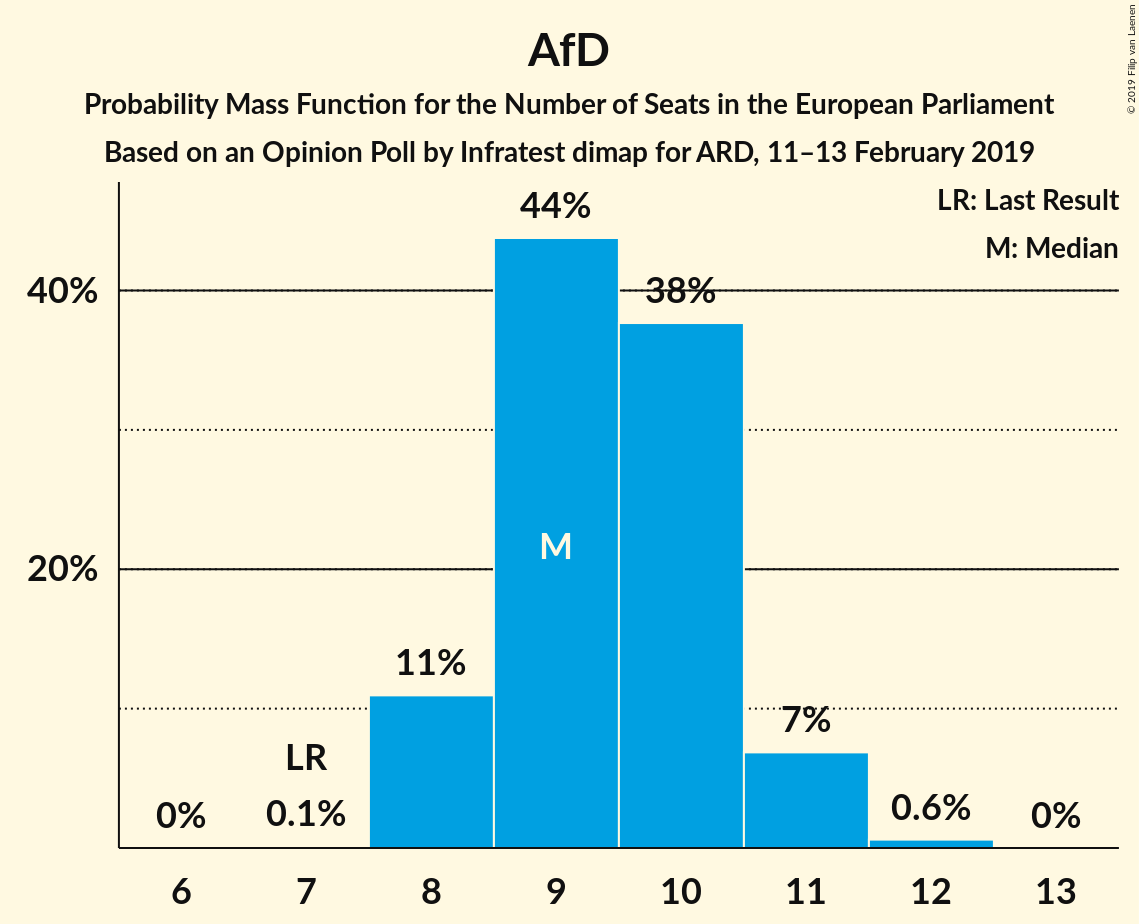 AfD
Probability Mass Function for the Number of Seats in the European Parliament
Based on an Opinion Poll by Infratest dimap for ARD, 11–13 February 2019
© 2019 Filip van Laenen
LR: Last Result
M: Median
44%
40%
38%
M
20%
11%
7%
LR
0%
0.1%
0.6%
0%
6 7 8 9 10 11 12 13